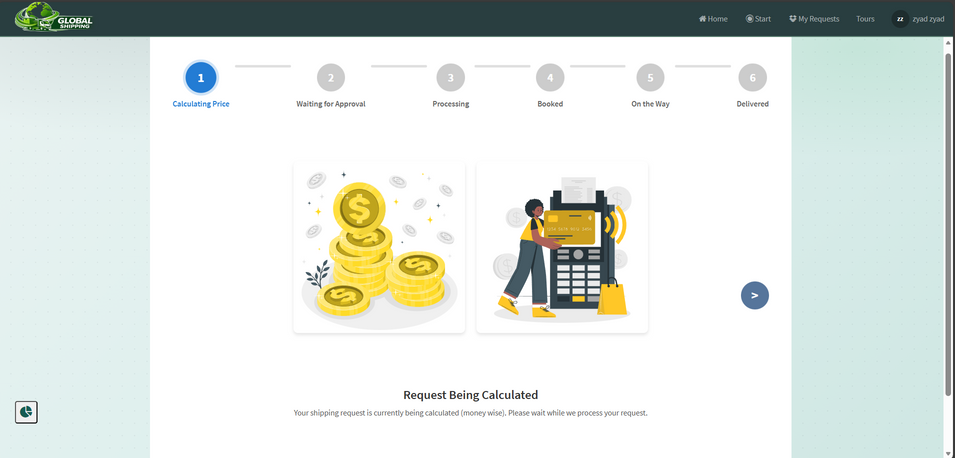 GLOBAL
SHIPPING
Home
Start
My Requests
Tours
zz
zyad zyad
1
2
3
4
5
6
Calculating Price
Waiting for Approval
Processing
Booked
On the Way
Delivered
>
Request Being Calculated
Your shipping request is currently being calculated (money wise). Please wait while we process your request.